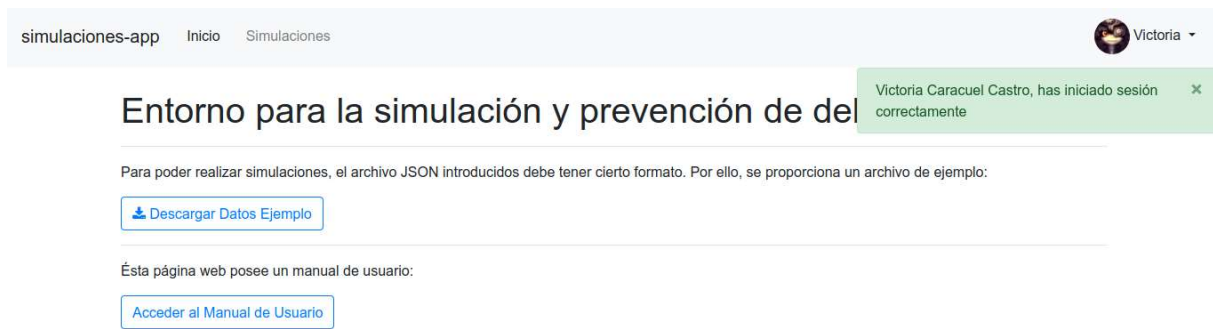 simulaciones-app Inicio Simulaciones Victoria
Victoria Caracuel Castro, has iniciado sesión
correctamente
Entorno para la simulación y prevención de
Para poder realizar simulaciones, el archivo JSON introducidos debe tener cierto formato. Por ello, se proporciona un archivo de ejemplo:
Descargar Datos Ejemplo
Ésta página web posee un manual de usuario:
Acceder al Manual de Usuario